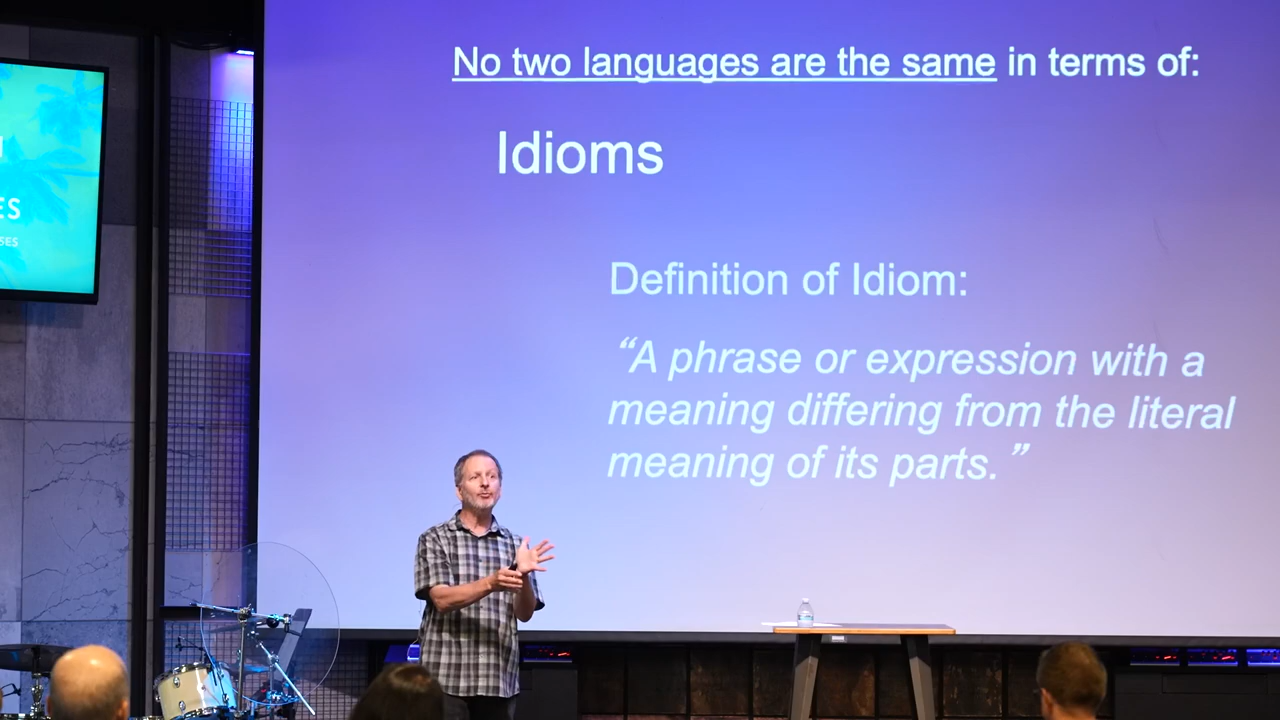 No two languages are the same in terms of:
Idioms
Definition of Idiom:
“A phrase or expression with a
meaning differing from the literal
meaning of its parts.”